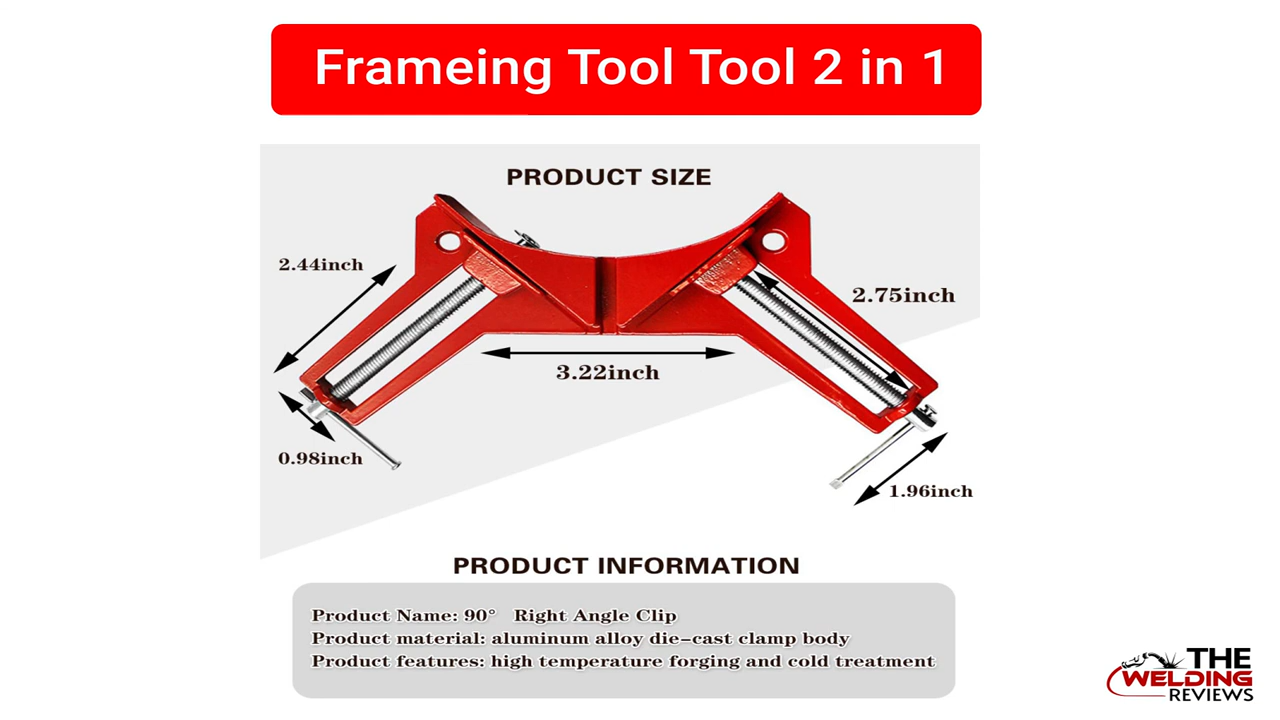 Frameing Tool Tool 2 in 1
PRODUCT SIZE
2.44inch
2.75inch
3.22inch
0.98inch
1.96inch
PRODUCT INFORMATION
Product Name: 90° Right Angle Clip
Product material: aluminum alloy die-cast clamp body
Product features: high temperature forging and cold treatment
THE
WELDING
REVIEWS